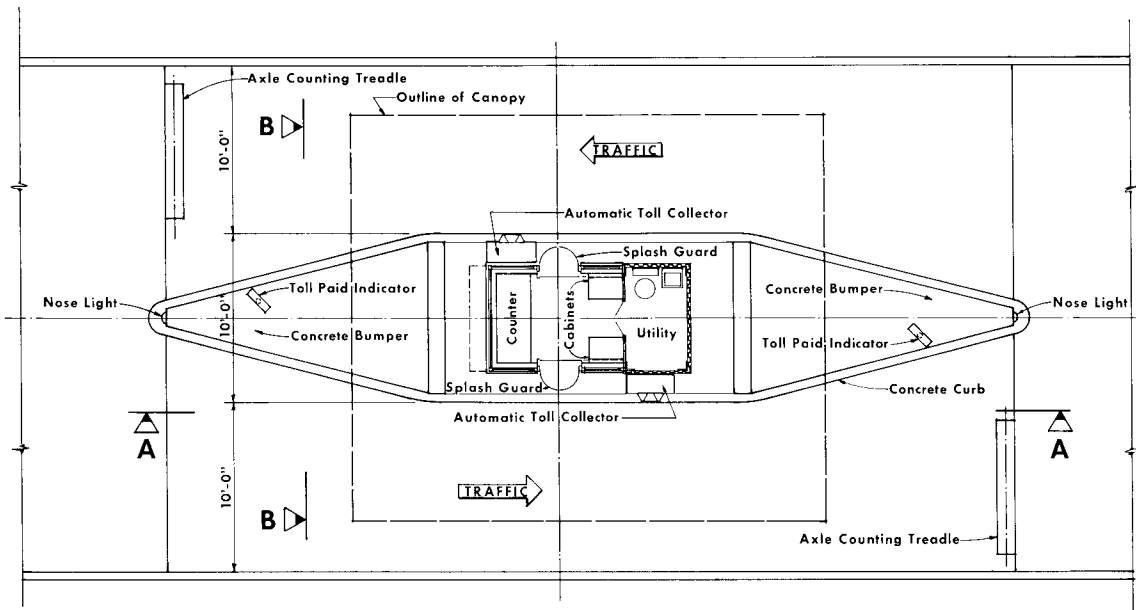 Axle Counting Treadle
Outline of Canopy
B
10'-0"
TRAFFIC
Automatic Toll Collector
Splash Guard
Toll Paid Indicator
Concrete Bumper
Nose Light
Nose Light
10'-0"
Counter
Cabinets
Utility
Concrete Bumper
Toll Paid Indicator
Splash Guard
Concrete Curb
Automatic Toll Collector
A
A
10'-0"
TRAFFIC
B
Axle Counting Treadle